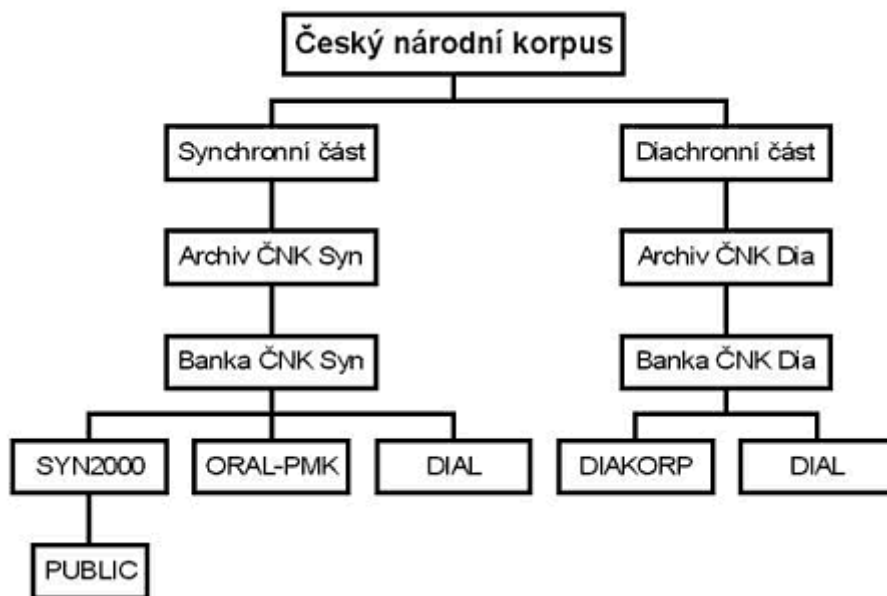 Český národní korpus
Synchronní část
Diachronní část
Archiv ČNK Syn
Archiv ČNK Dia
Banka ČNK Syn
Banka ČNK Dia
SYN2000
ORAL-PMK
DIAL
DIAKORP
DIAL
PUBLIC